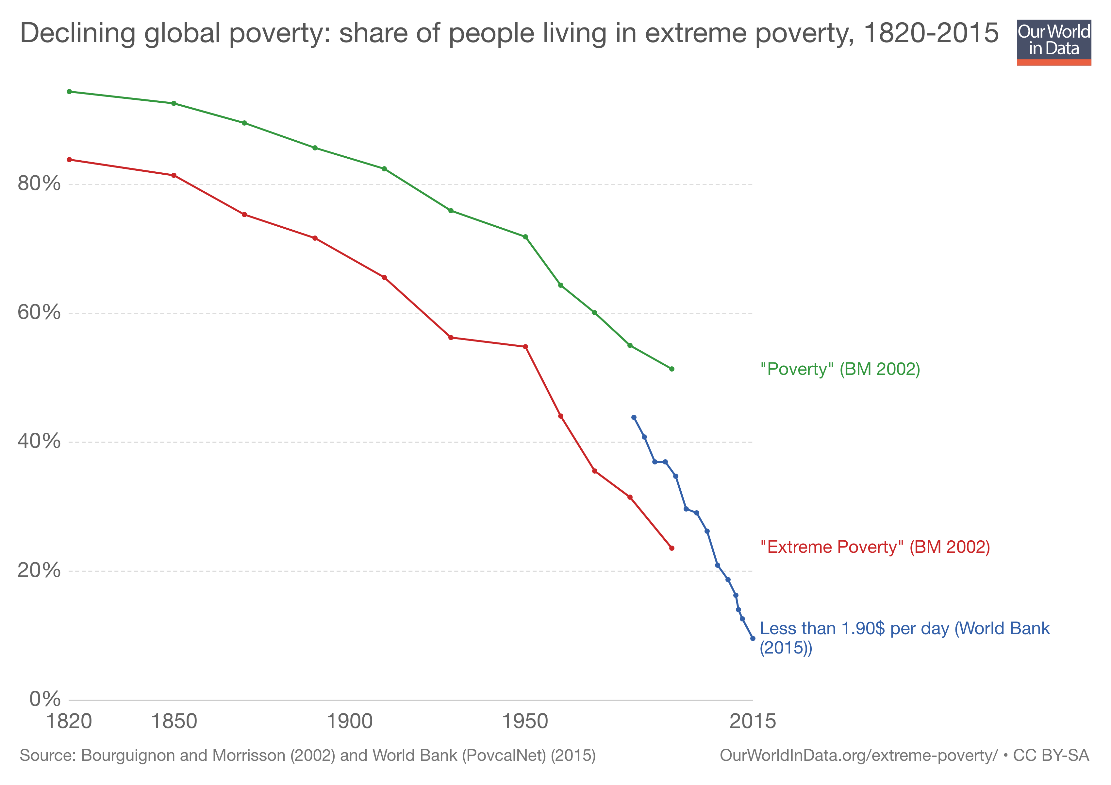 Declining global poverty: share of people living in extreme poverty, 1820-2015
Our World
in Data
80%
60%
40%
20%
0%
1820
1850
1900
1950
2015
"Poverty" (BM 2002)
"Extreme Poverty" (BM 2002)
Less than 1.90$ per day (World Bank
(2015))
Source: Bourguignon and Morrisson (2002) and World Bank (PovcalNet) (2015)
OurWorldInData.org/extreme-poverty/ • CC BY-SA